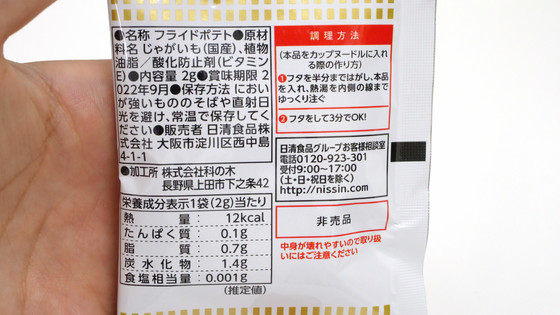 ●名称 フライドポテト●原材
料名 じゃがいも(国産)、植物
油脂／酸化防止剤(ビタミン
E)●内容量 2g●賞味期限 2
022年9月●保存方法 におい
が強いもののそばや直射日
光を避け、常温で保存してく
ださい●販売者 日清食品株
式会社 大阪市淀川区西中島
4-1-1
●加工所 株式会社科の木
長野県上田市下之条42
栄養成分表示1袋(2g)当たり
熱量: 12kcal
たんぱく質: 0.1g
脂質: 0.7g
炭水化物: 1.4g
食塩相当量: 0.001g
(推定値)
調理方法
(本品をカップヌードルに入れ
る際の作り方)
❶フタを半分まではがし、本品
を入れ、熱湯を内側の線まで
ゆっくり注ぐ
❷フタをして3分でOK!
日清食品グループお客様相談室
電話0120-923-301
受付9:00〜17:00
(土・日・祝日を除く)
http://nissin.com/
非売品
中身が壊れやすいので取り扱
いにはご注意ください